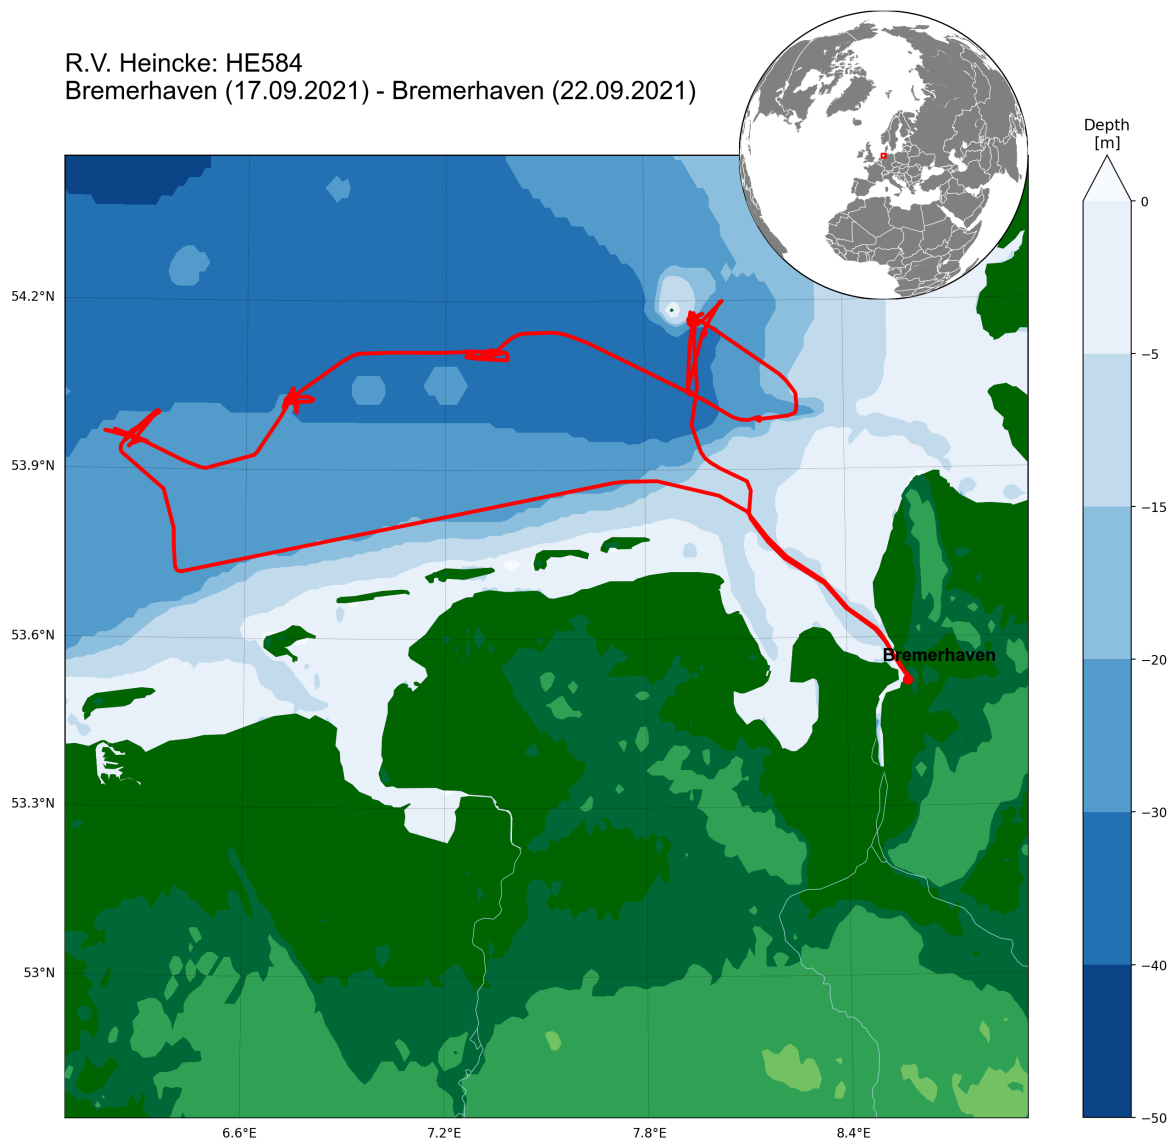 R.V. Heincke: HE584
Bremerhaven (17.09.2021) - Bremerhaven (22.09.2021)
Depth
[m]
0
−5
−15
−20
−30
−40
−50
54.2°N
53.9°N
53.6°N
53.3°N
53°N
Bremerhaven
6.6°E
7.2°E
7.8°E
8.4°E